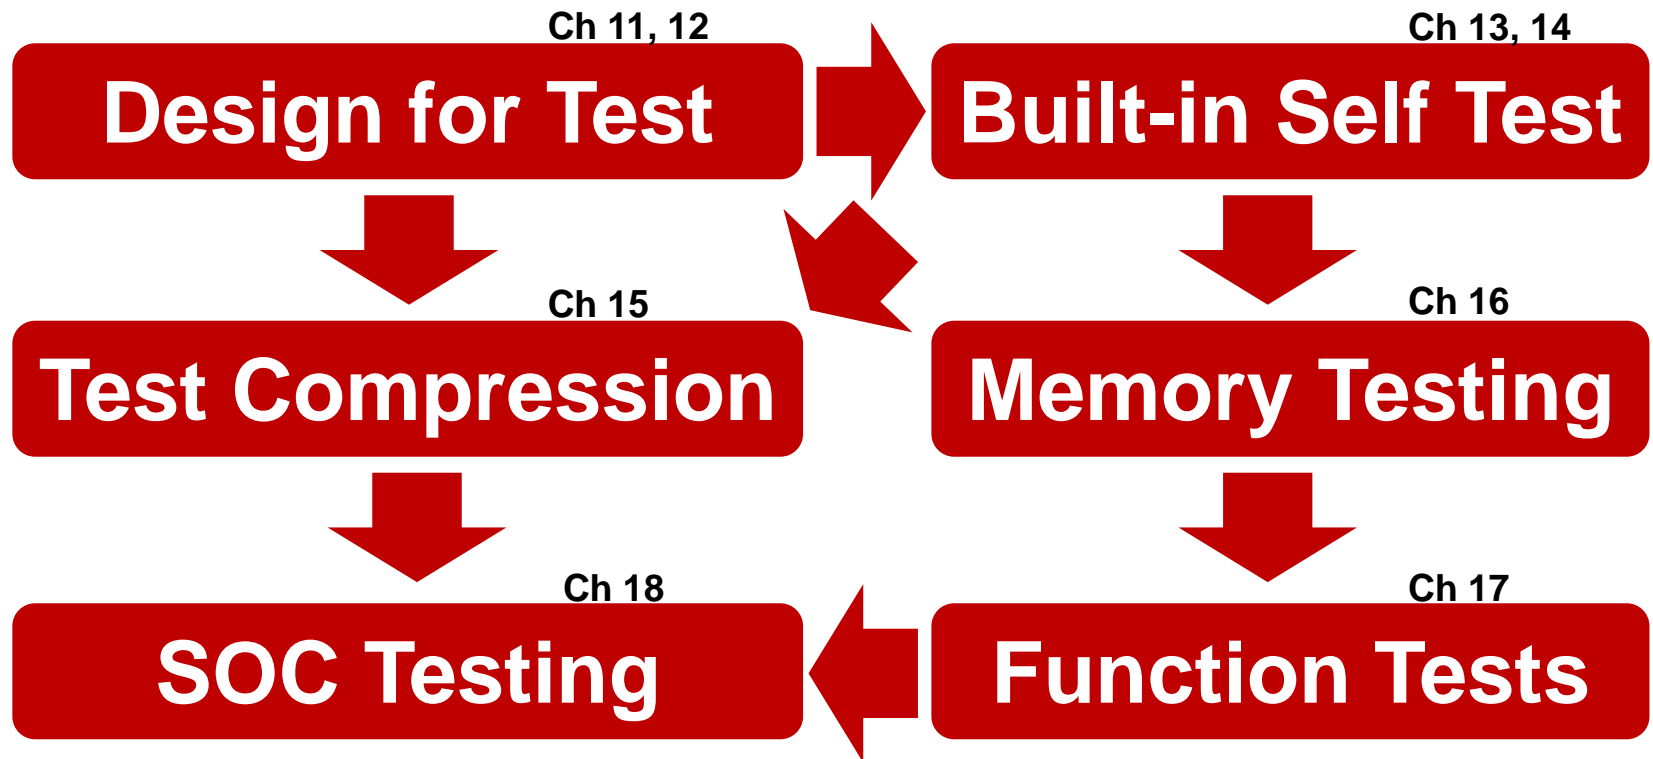 Ch 11, 12
Design for Test
Ch 13, 14
Built-in Self Test
Ch 15
Test Compression
Ch 16
Memory Testing
Ch 18
SOC Testing
Ch 17
Function Tests